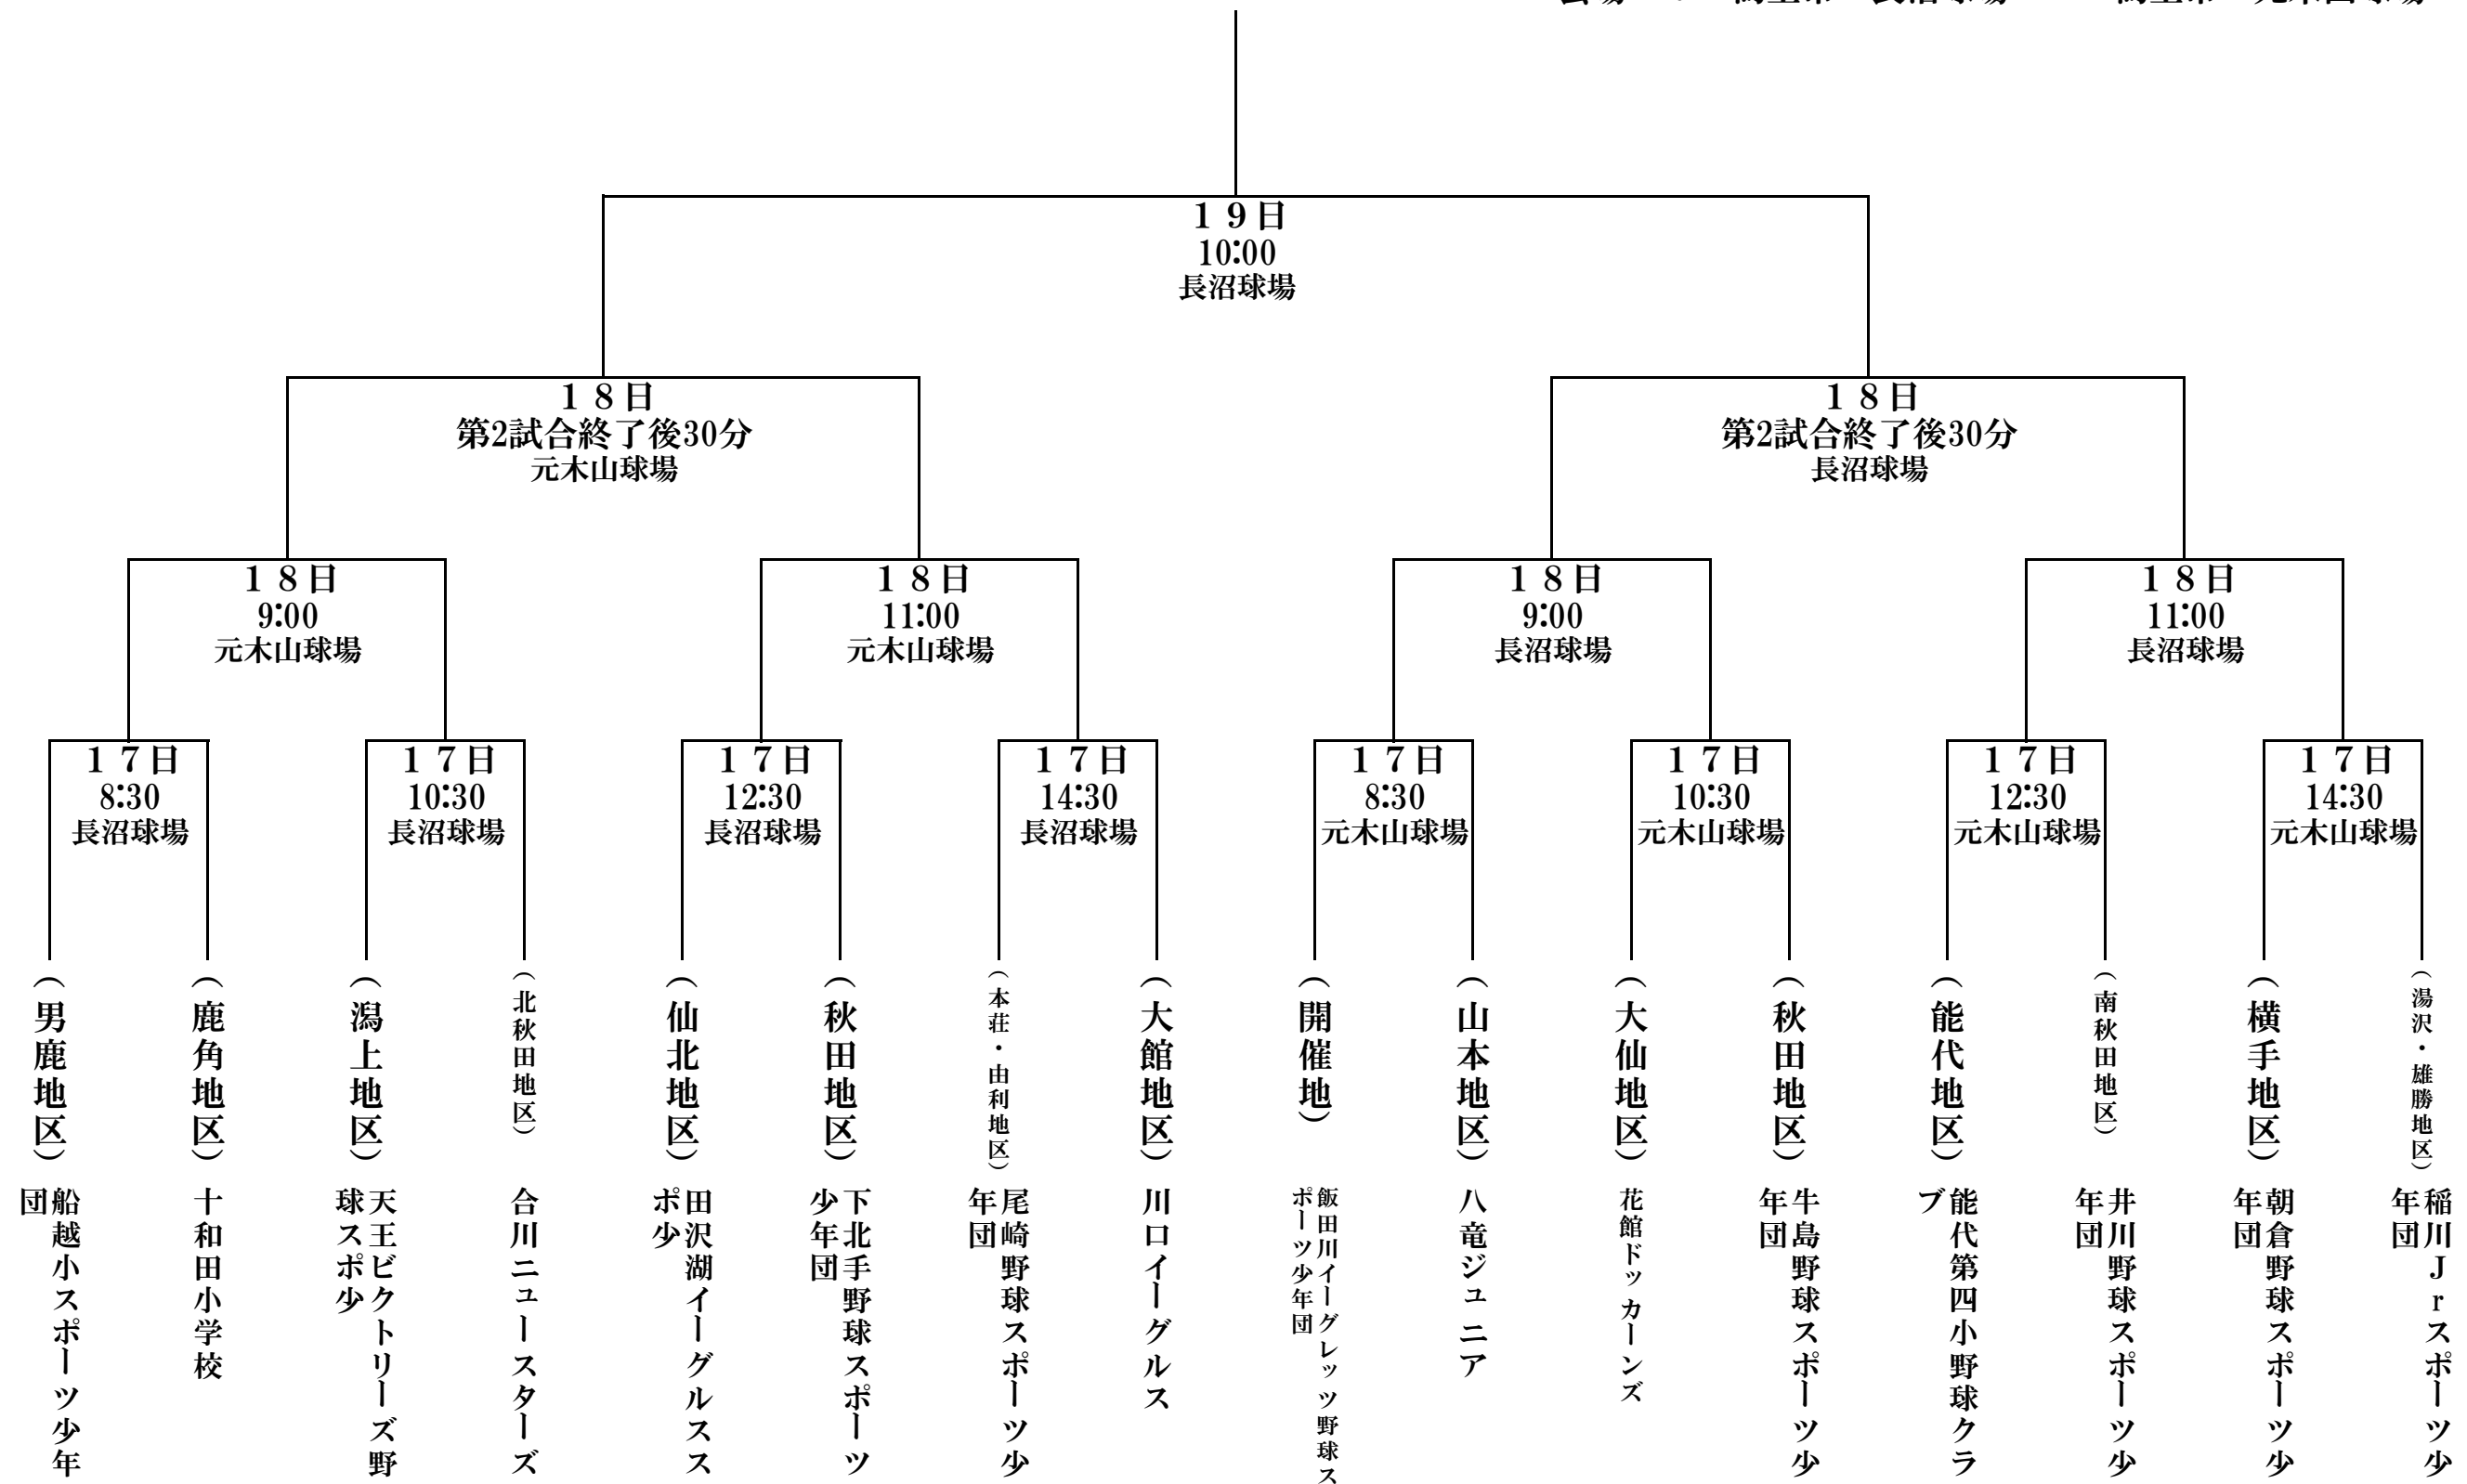 １９日
10:00
長沼球場
１８日
第2試合終了後30分
元木山球場
１８日
第2試合終了後30分
長沼球場
１８日
9:00
元木山球場
１８日
11:00
元木山球場
１８日
9:00
長沼球場
１８日
11:00
長沼球場
１７日
8:30
長沼球場
１７日
10:30
長沼球場
１７日
12:30
長沼球場
１７日
14:30
長沼球場
１７日
8:30
元木山球場
１７日
10:30
元木山球場
１７日
12:30
元木山球場
１７日
14:30
元木山球場
（男鹿地区）
船越小スポーツ少年
団
（鹿角地区）
十和田小学校
（潟上地区）
天王ビクトリーズ野
球スポ少
（北秋田地区）
合川ニュースターズ
（仙北地区）
田沢湖イーグルスス
ポ少
（秋田地区）
下北手野球スポーツ
少年団
（本荘・由利地区）
尾崎野球スポーツ少
年団
（大館地区）
川口イーグルス
（開催地）
飯田川イーグレッツ野球ス
ポーツ少年団
（山本地区）
八竜ジュニア
（大仙地区）
花館ドッカーンズ
（秋田地区）
牛島野球スポーツ少
年団
（能代地区）
能代第四小野球クラ
ブ
（南秋田地区）
井川野球スポーツ少
年団
（横手地区）
朝倉野球スポーツ少
年団
（湯沢・雄勝地区）
稲川Ｊｒスポーツ少
年団